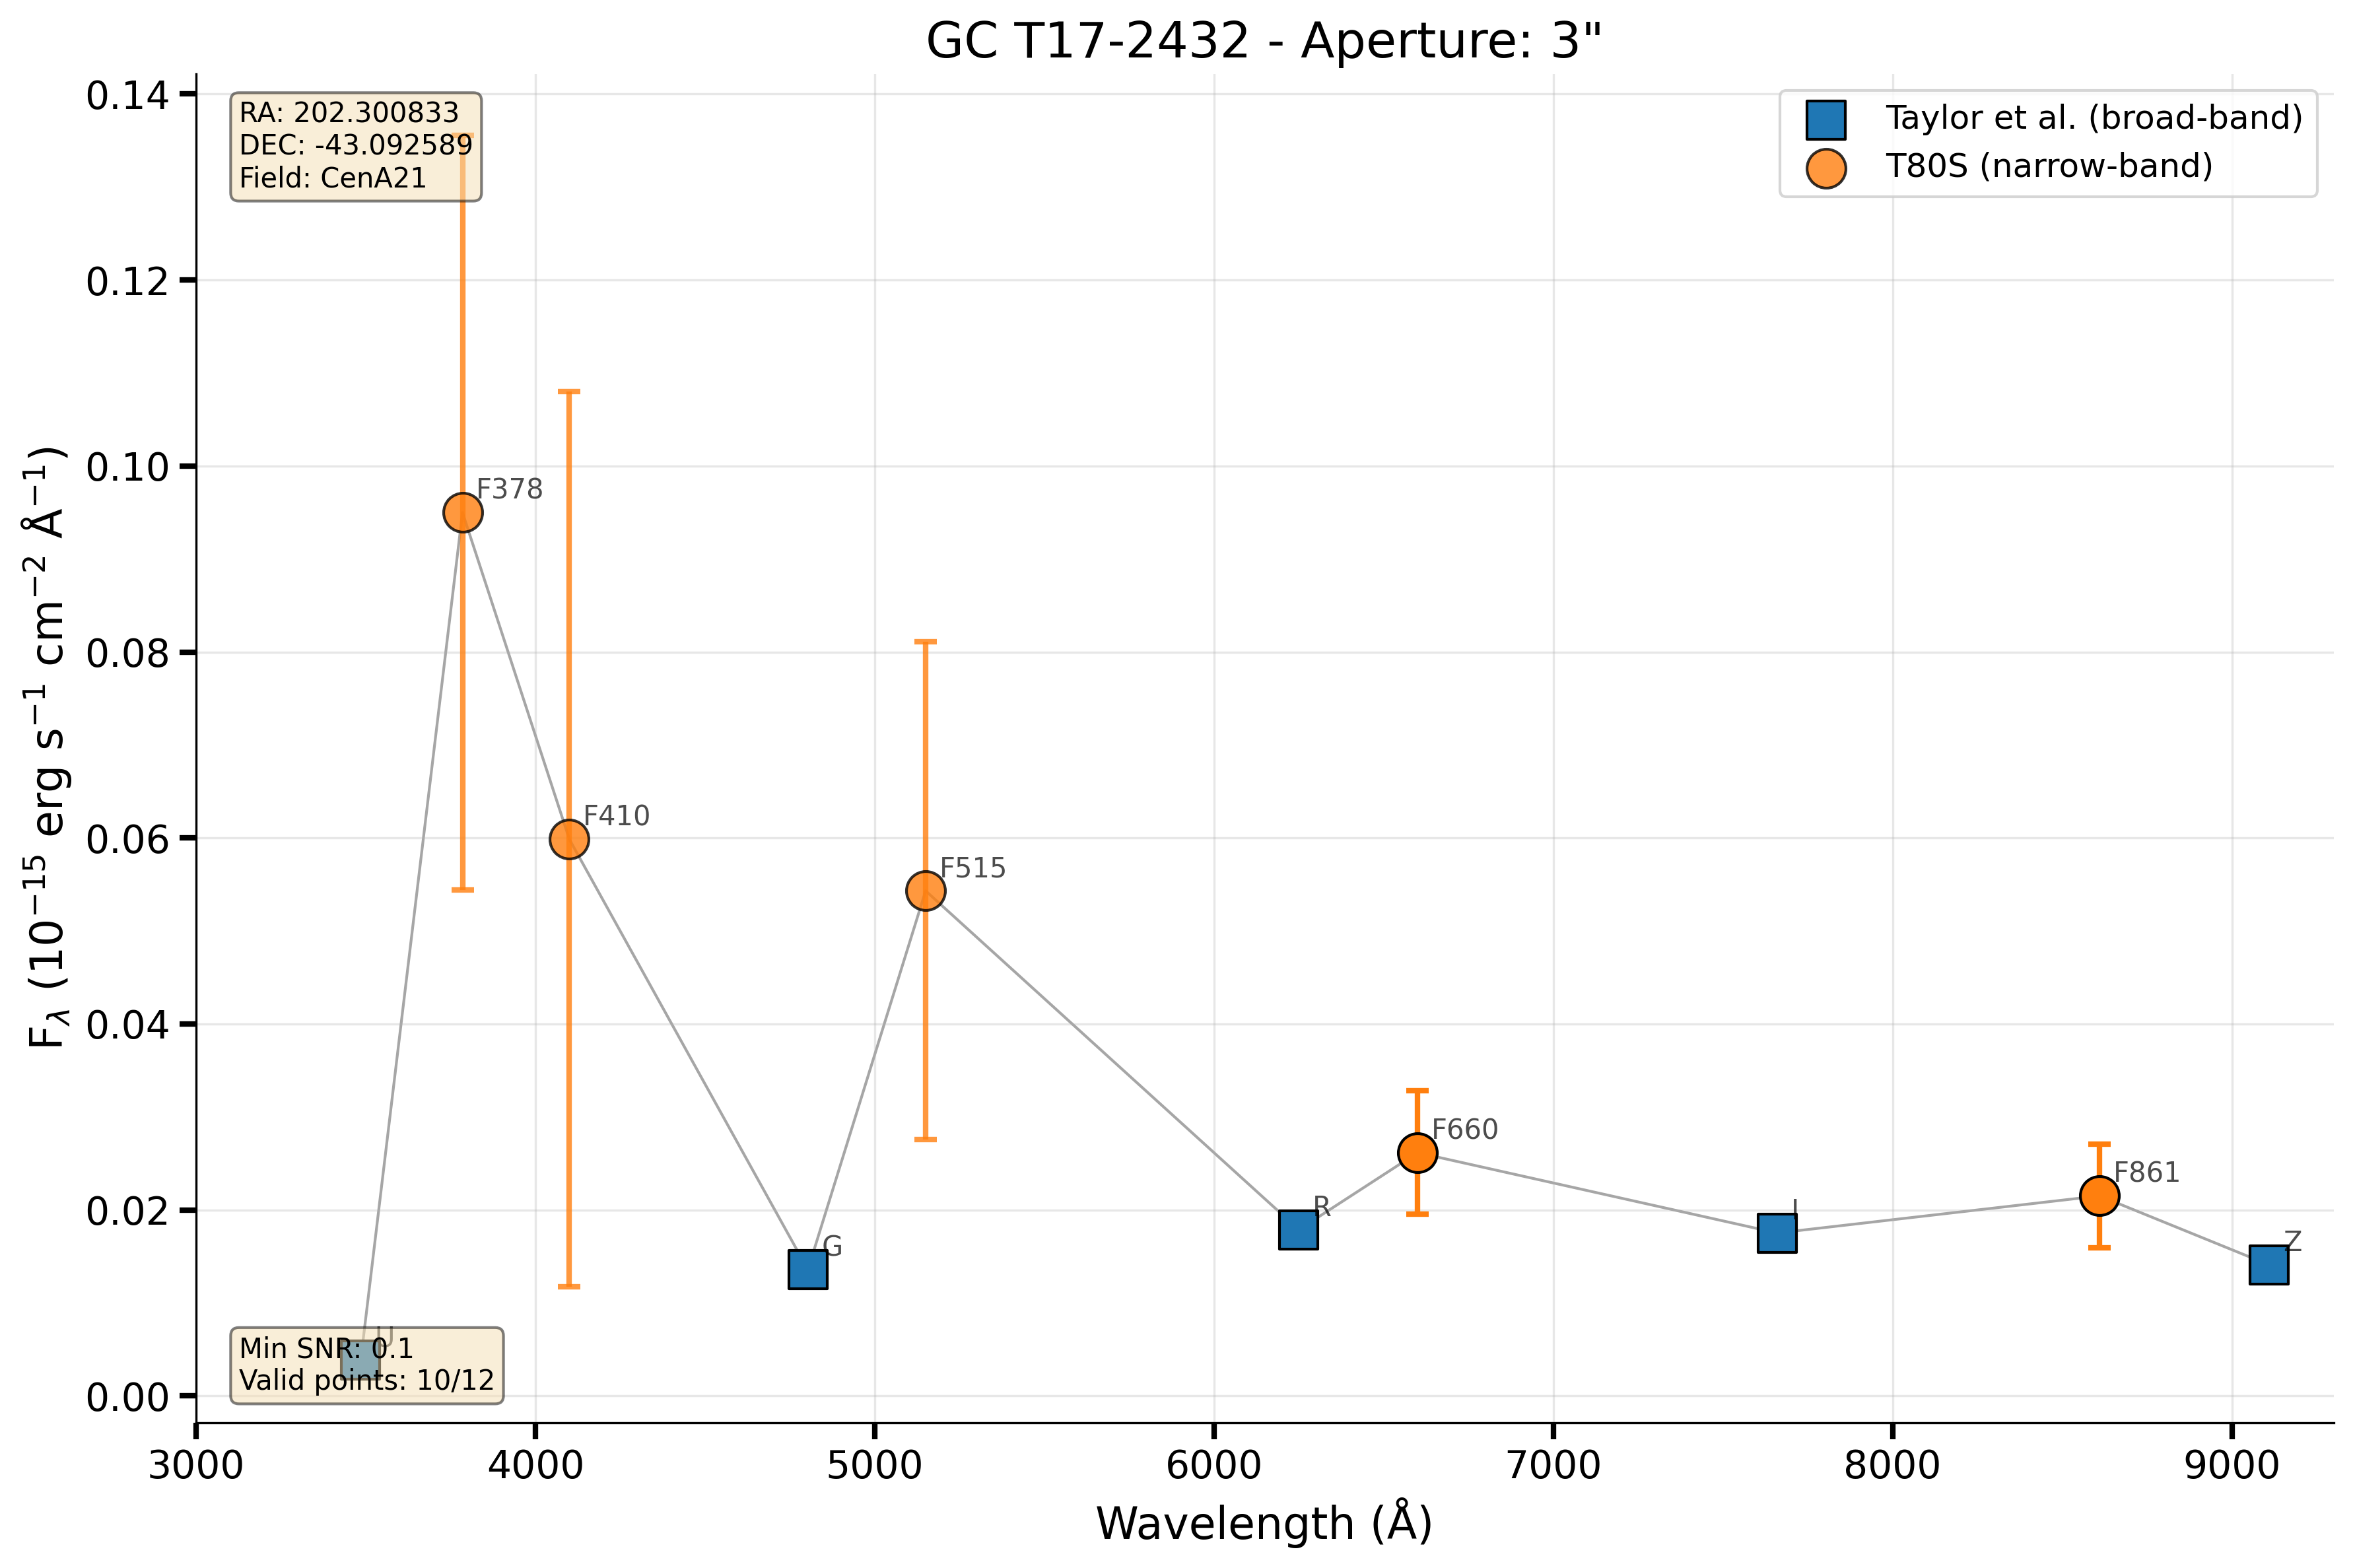 GC T17-2432 - Aperture: 3"
RA: 202.300833
DEC: -43.092589
Field: CenA21
Taylor et al. (broad-band)
T80S (narrow-band)
0.14
0.12
0.10
0.08
0.06
0.04
0.02
0.00
F$_{λ}$ (10$^{−15}$ erg s$^{−1}$ cm$^{−2}$ Å$^{−1}$)
F378
F410
F515
F660
F861
R
I
G
Z
U
Min SNR: 0.1
Valid points: 10/12
3000 4000 5000 6000 7000 8000 9000
Wavelength (Å)